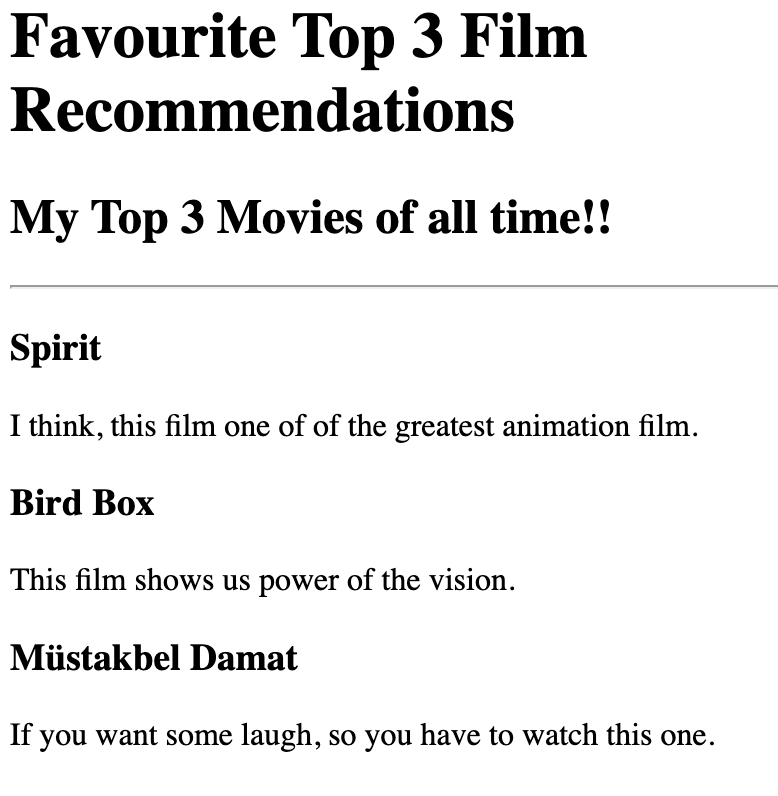 Favourite Top 3 Film
Recommendations
My Top 3 Movies of all time!!
Spirit
I think, this film one of of the greatest animation film.
Bird Box
This film shows us power of the vision.
Müstakbel Damat
If you want some laugh, so you have to watch this one.